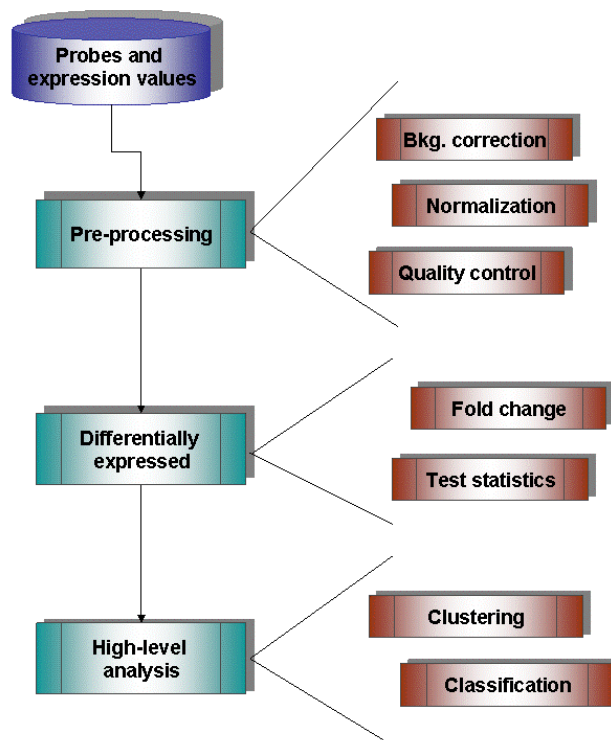 Probes and
expression values
Bkg. correction
Normalization
Pre-processing
Quality control
Fold change
Differentially
expressed
Test statistics
Clustering
High-level
analysis
Classification